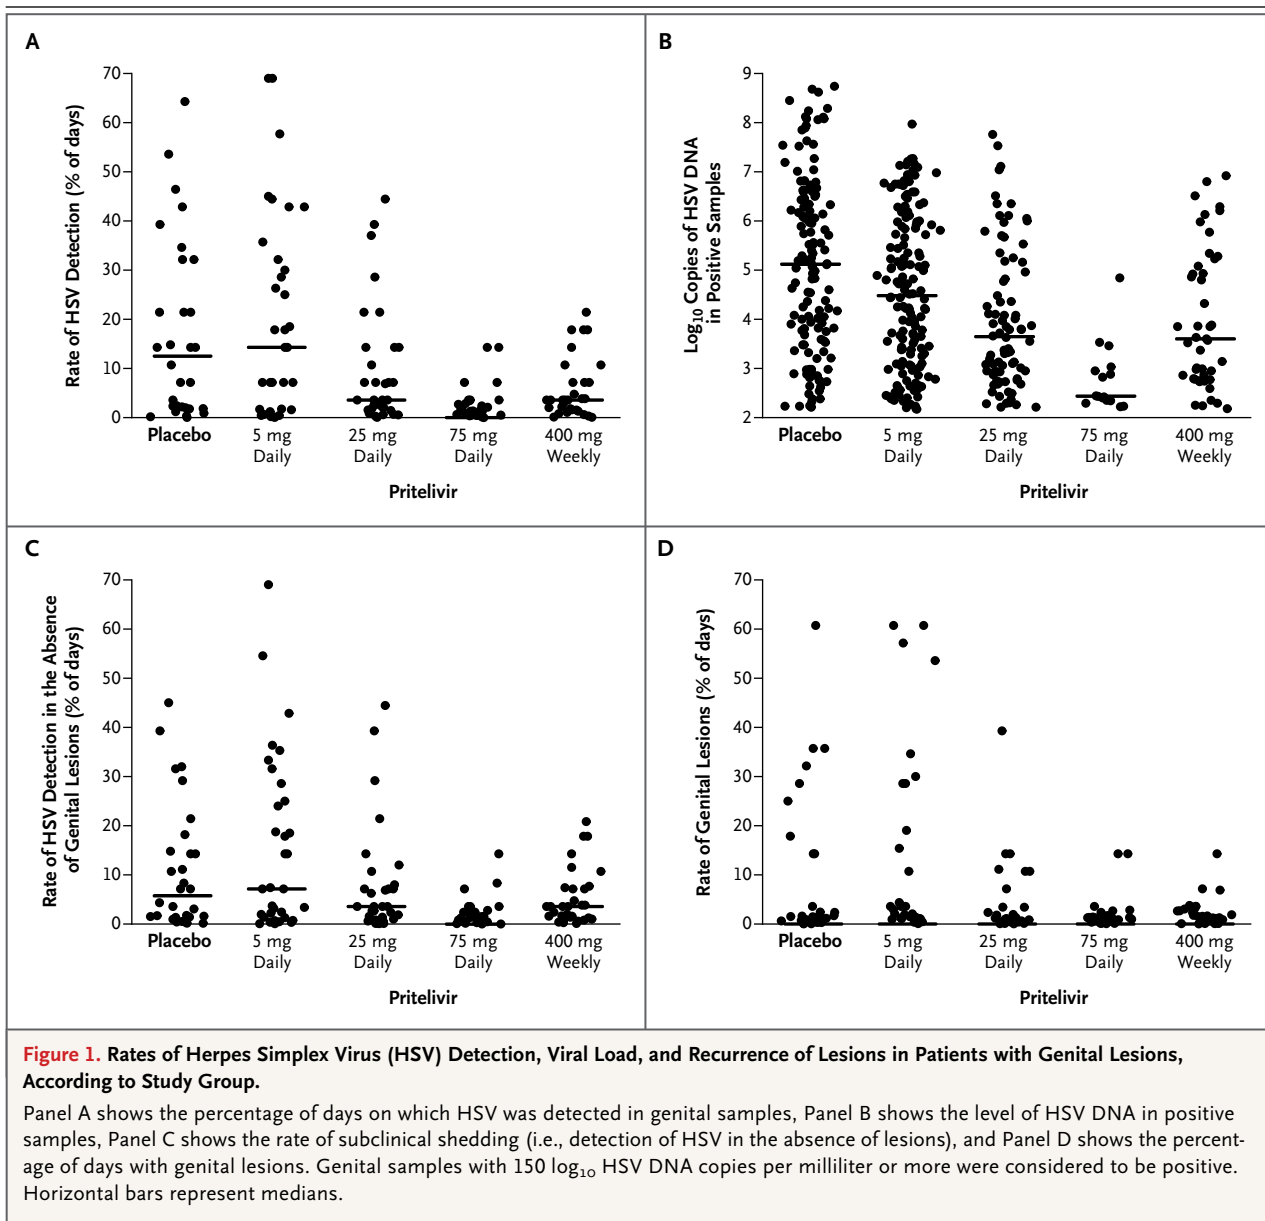 A
Rate of HSV Detection (% of days)
70
60
50
40
30
20
10
0
Placebo
5 mg
Daily
25 mg
Daily
75 mg
Daily
400 mg
Weekly
Pritelivir
B
Log10 Copies of HSV DNA
in Positive Samples
9
8
7
6
5
4
3
2
Placebo
5 mg
Daily
25 mg
Daily
75 mg
Daily
400 mg
Weekly
Pritelivir
C
Rate of HSV Detection in the Absence
of Genital Lesions (% of days)
70
60
50
40
30
20
10
0
Placebo
5 mg
Daily
25 mg
Daily
75 mg
Daily
400 mg
Weekly
Pritelivir
D
Rate of Genital Lesions (% of days)
70
60
50
40
30
20
10
0
Placebo
5 mg
Daily
25 mg
Daily
75 mg
Daily
400 mg
Weekly
Pritelivir
Figure 1. Rates of Herpes Simplex Virus (HSV) Detection, Viral Load, and Recurrence of Lesions in Patients with Genital Lesions,
According to Study Group.
Panel A shows the percentage of days on which HSV was detected in genital samples, Panel B shows the level of HSV DNA in positive
samples, Panel C shows the rate of subclinical shedding (i.e., detection of HSV in the absence of lesions), and Panel D shows the percent-
age of days with genital lesions. Genital samples with 150 log10 HSV DNA copies per milliliter or more were considered to be positive.
Horizontal bars represent medians.